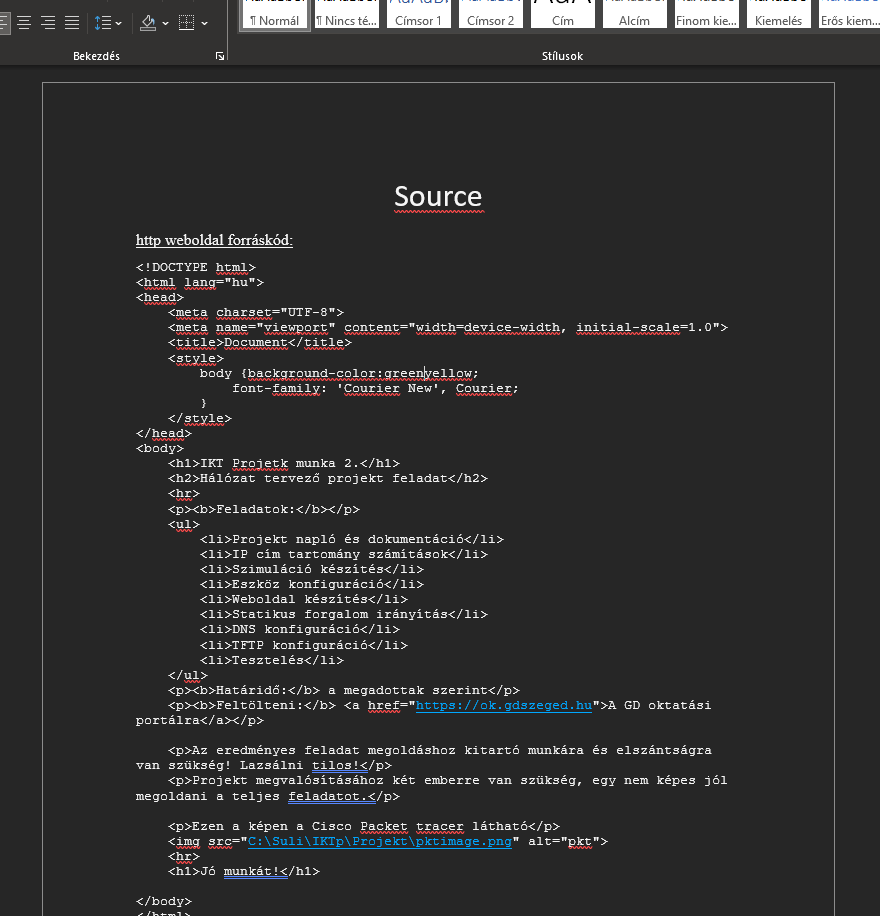 Bekezdés
Stílusok
¶ Normál
¶ Nincs té...
Címsor 1
Címsor 2
Cím
Alcím
Finom kie...
Kiemelés
Erős kiem...
Source
http weboldal forráskód:
<!DOCTYPE html>
<html lang="hu">
<head>
    <meta charset="UTF-8">
    <meta name="viewport" content="width=device-width, initial-scale=1.0">
    <title>Document</title>
    <style>
        body {background-color:greenyellow;
            font-family: 'Courier New', Courier;
        }
    </style>
</head>
<body>
    <h1>IKT Projetk munka 2.</h1>
    <h2>Hálózat tervező projekt feladat</h2>
    <hr>
    <p><b>Feladatok:</b></p>
    <ul>
        <li>Projekt napló és dokumentáció</li>
        <li>IP cím tartomány számítások</li>
        <li>Szimuláció készítés</li>
        <li>Eszköz konfiguráció</li>
        <li>Weboldal készítés</li>
        <li>Statikus forgalom irányítás</li>
        <li>DNS konfiguráció</li>
        <li>TFTP konfiguráció</li>
        <li>Tesztelés</li>
    </ul>
    <p><b>Határidő:</b> a megadottak szerint</p>
    <p><b>Feltölteni:</b> <a href="https://ok.gdszeged.hu">A GD oktatási
portálra</a></p>
    <p>Az eredményes feladat megoldáshoz kitartó munkára és elszántságra
van szükség! Lazsálni tilos!</p>
    <p>Projekt megvalósításához két emberre van szükség, egy nem képes jól
megoldani a teljes feladatot.</p>
    <p>Ezen a képen a Cisco Packet tracer látható</p>
    <img src="C:\Suli\IKTp\Projekt\pktimage.png" alt="pkt">
    <hr>
    <h1>Jó munkát!</h1>
</body>
</html>